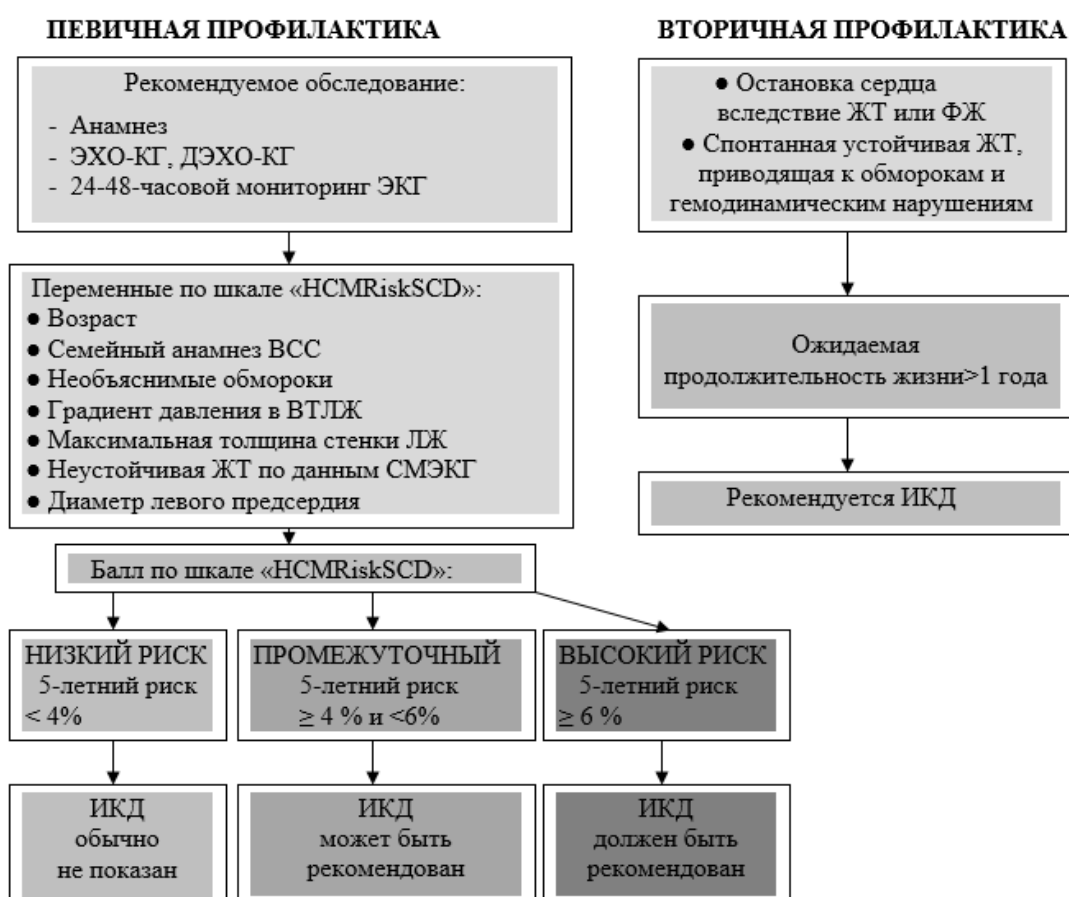 ПЕВИЧНАЯ ПРОФИЛАКТИКА
Рекомендуемое обследование:
- Анамнез
- ЭХО-КГ, ДЭХО-КГ
- 24-48-часовой мониторинг ЭКГ
Переменные по шкале «HCMRiskSCD»:
● Возраст
● Семейный анамнез ВСС
● Необъяснимые обмороки
● Градиент давления в ВТЛЖ
● Максимальная толщина стенки ЛЖ
● Неустойчивая ЖТ по данным СМЭКГ
● Диаметр левого предсердия
Балл по шкале «HCMRiskSCD»:
НИЗКИЙ РИСК
5-летний риск
< 4%
ПРОМЕЖУТОЧНЫЙ
5-летний риск
≥ 4 % и <6%
ВЫСОКИЙ РИСК
5-летний риск
≥ 6 %
ИКД
обычно
не показан
ИКД
может быть
рекомендован
ИКД
должен быть
рекомендован
ВТОРИЧНАЯ ПРОФИЛАКТИКА
● Остановка сердца
вследствие ЖТ или ФЖ
● Спонтанная устойчивая ЖТ,
приводящая к обморокам и
гемодинамическим нарушениям
Ожидаемая
продолжительность жизни>1 года
Рекомендуется ИКД